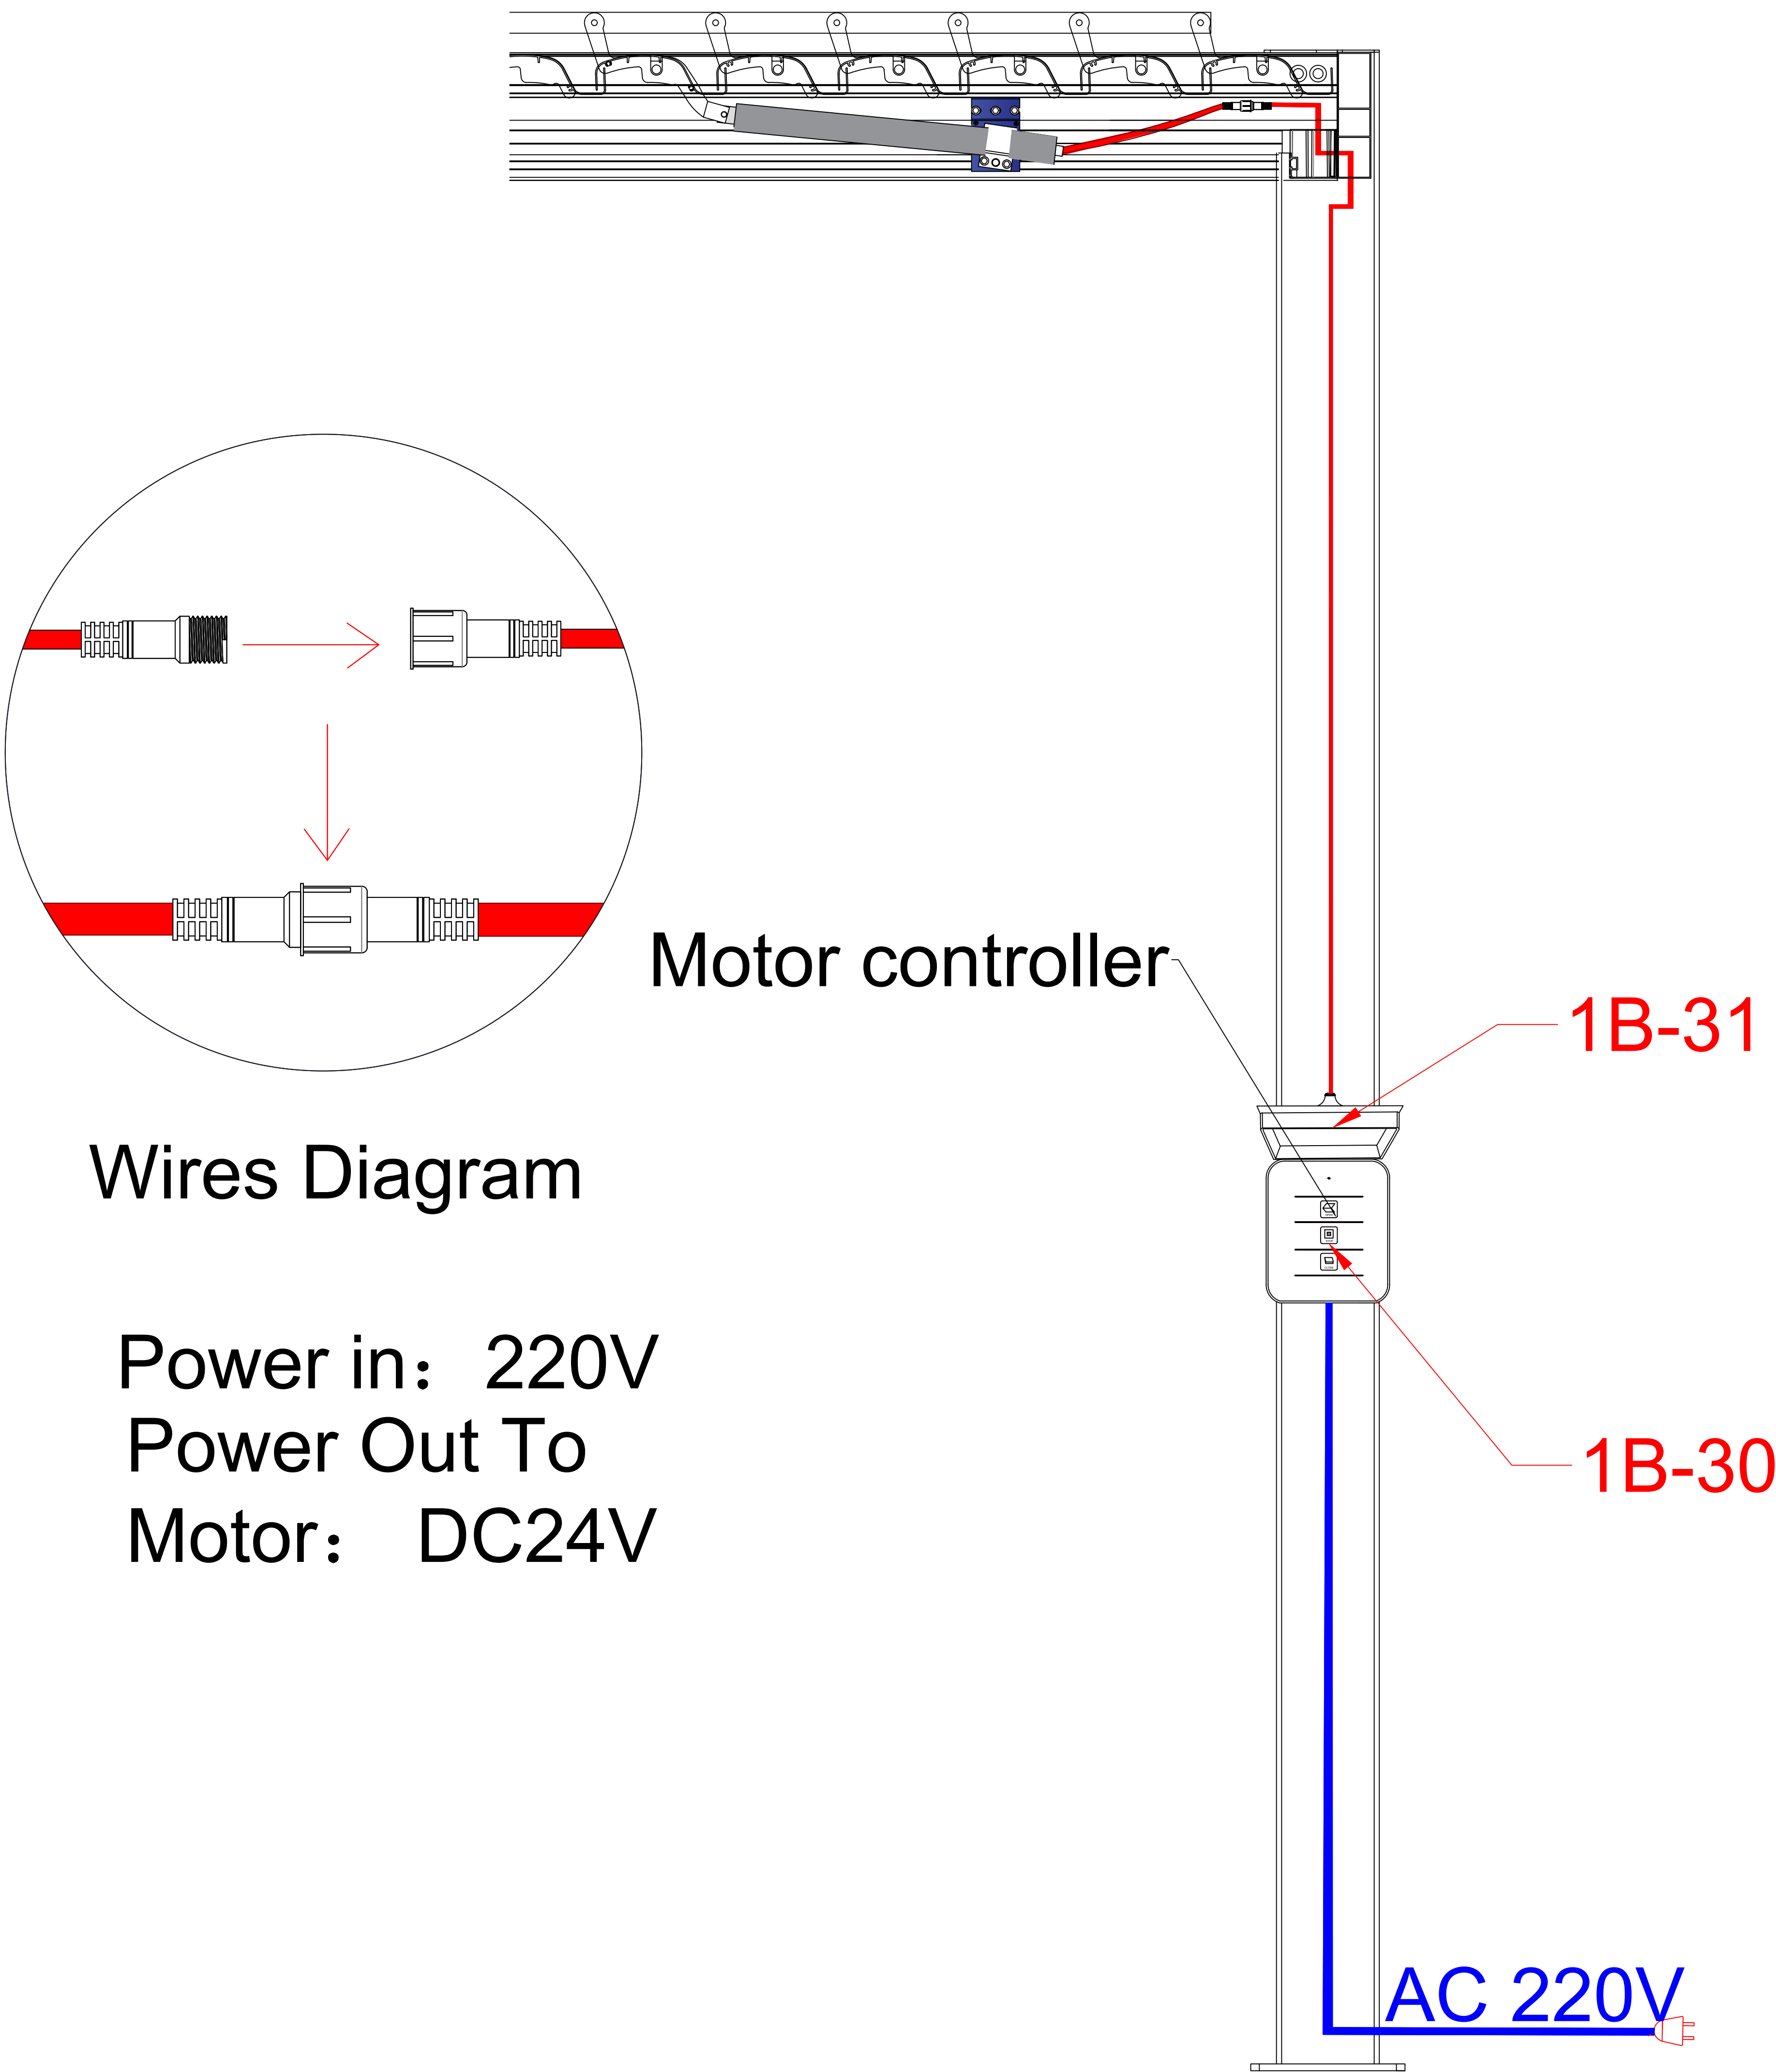 Motor controller
1B-31
Wires Diagram
Power in： 220V
Power Out To
Motor： DC24V
1B-30
AC 220V